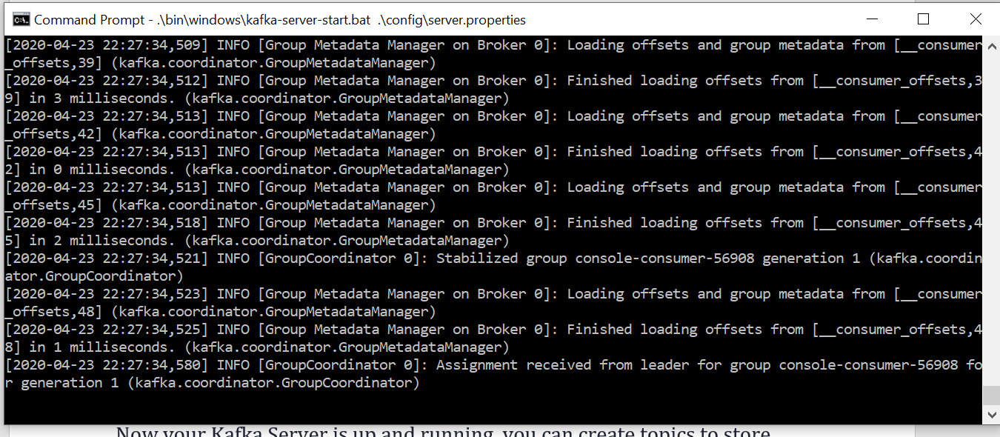 Command Prompt - .\bin\windows\kafka-server-start.bat .\config\server.properties
[2020-04-23 22:27:34,509] INFO [Group Metadata Manager on Broker 0]: Loading offsets and group metadata from [__consumer
_offsets,39] (kafka.coordinator.GroupMetadataManager)
[2020-04-23 22:27:34,512] INFO [Group Metadata Manager on Broker 0]: Finished loading offsets from [__consumer_offsets,3
9] in 3 milliseconds. (kafka.coordinator.GroupMetadataManager)
[2020-04-23 22:27:34,513] INFO [Group Metadata Manager on Broker 0]: Loading offsets and group metadata from [__consumer
_offsets,42] (kafka.coordinator.GroupMetadataManager)
[2020-04-23 22:27:34,513] INFO [Group Metadata Manager on Broker 0]: Finished loading offsets from [__consumer_offsets,4
2] in 0 milliseconds. (kafka.coordinator.GroupMetadataManager)
[2020-04-23 22:27:34,513] INFO [Group Metadata Manager on Broker 0]: Loading offsets and group metadata from [__consumer
_offsets,45] (kafka.coordinator.GroupMetadataManager)
[2020-04-23 22:27:34,518] INFO [Group Metadata Manager on Broker 0]: Finished loading offsets from [__consumer_offsets,4
5] in 2 milliseconds. (kafka.coordinator.GroupMetadataManager)
[2020-04-23 22:27:34,521] INFO [GroupCoordinator 0]: Stabilized group console-consumer-56908 generation 1 (kafka.coordin
ator.GroupCoordinator)
[2020-04-23 22:27:34,523] INFO [Group Metadata Manager on Broker 0]: Loading offsets and group metadata from [__consumer
_offsets,48] (kafka.coordinator.GroupMetadataManager)
[2020-04-23 22:27:34,525] INFO [Group Metadata Manager on Broker 0]: Finished loading offsets from [__consumer_offsets,4
8] in 1 milliseconds. (kafka.coordinator.GroupMetadataManager)
[2020-04-23 22:27:34,580] INFO [GroupCoordinator 0]: Assignment received from leader for group console-consumer-56908 fo
r generation 1 (kafka.coordinator.GroupCoordinator)
Now your Kafka Server is up and running, you can create topics to store